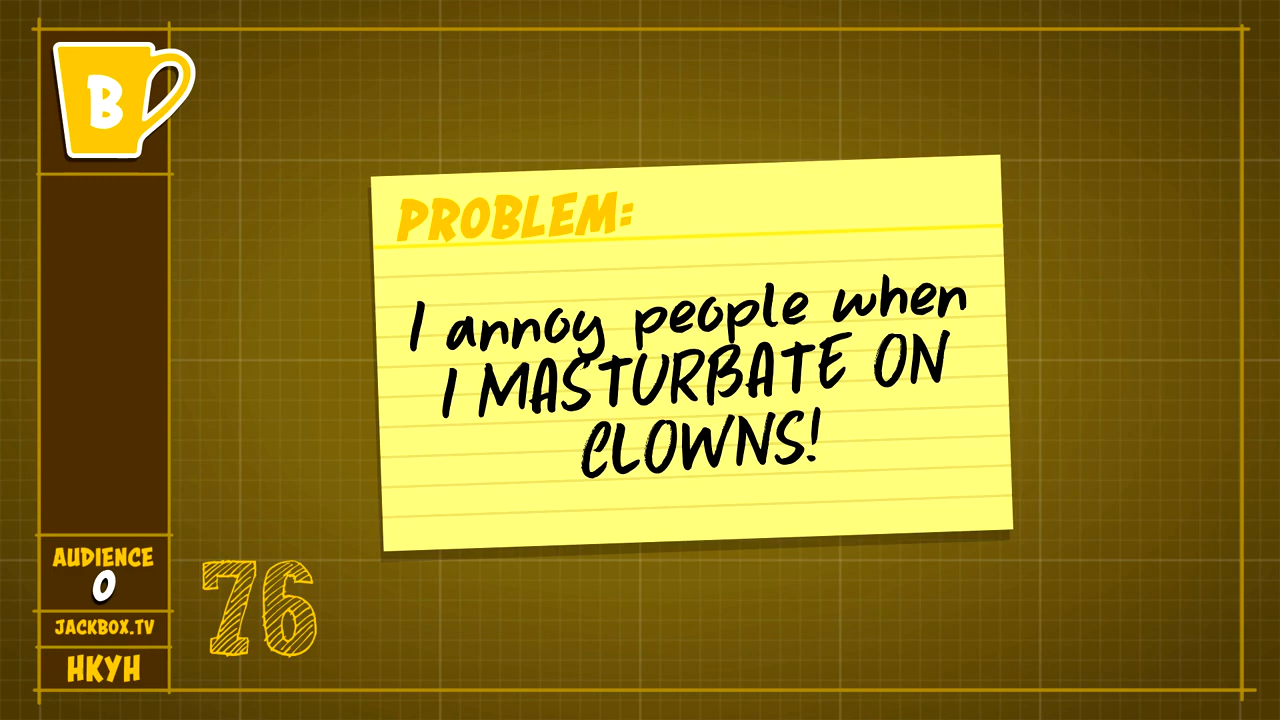 B
PROBLEM:
I annoy people when
I MASTURBATE ON
CLOWNS!
AUDIENCE
0
JACKBOX.TV
HKYH
76